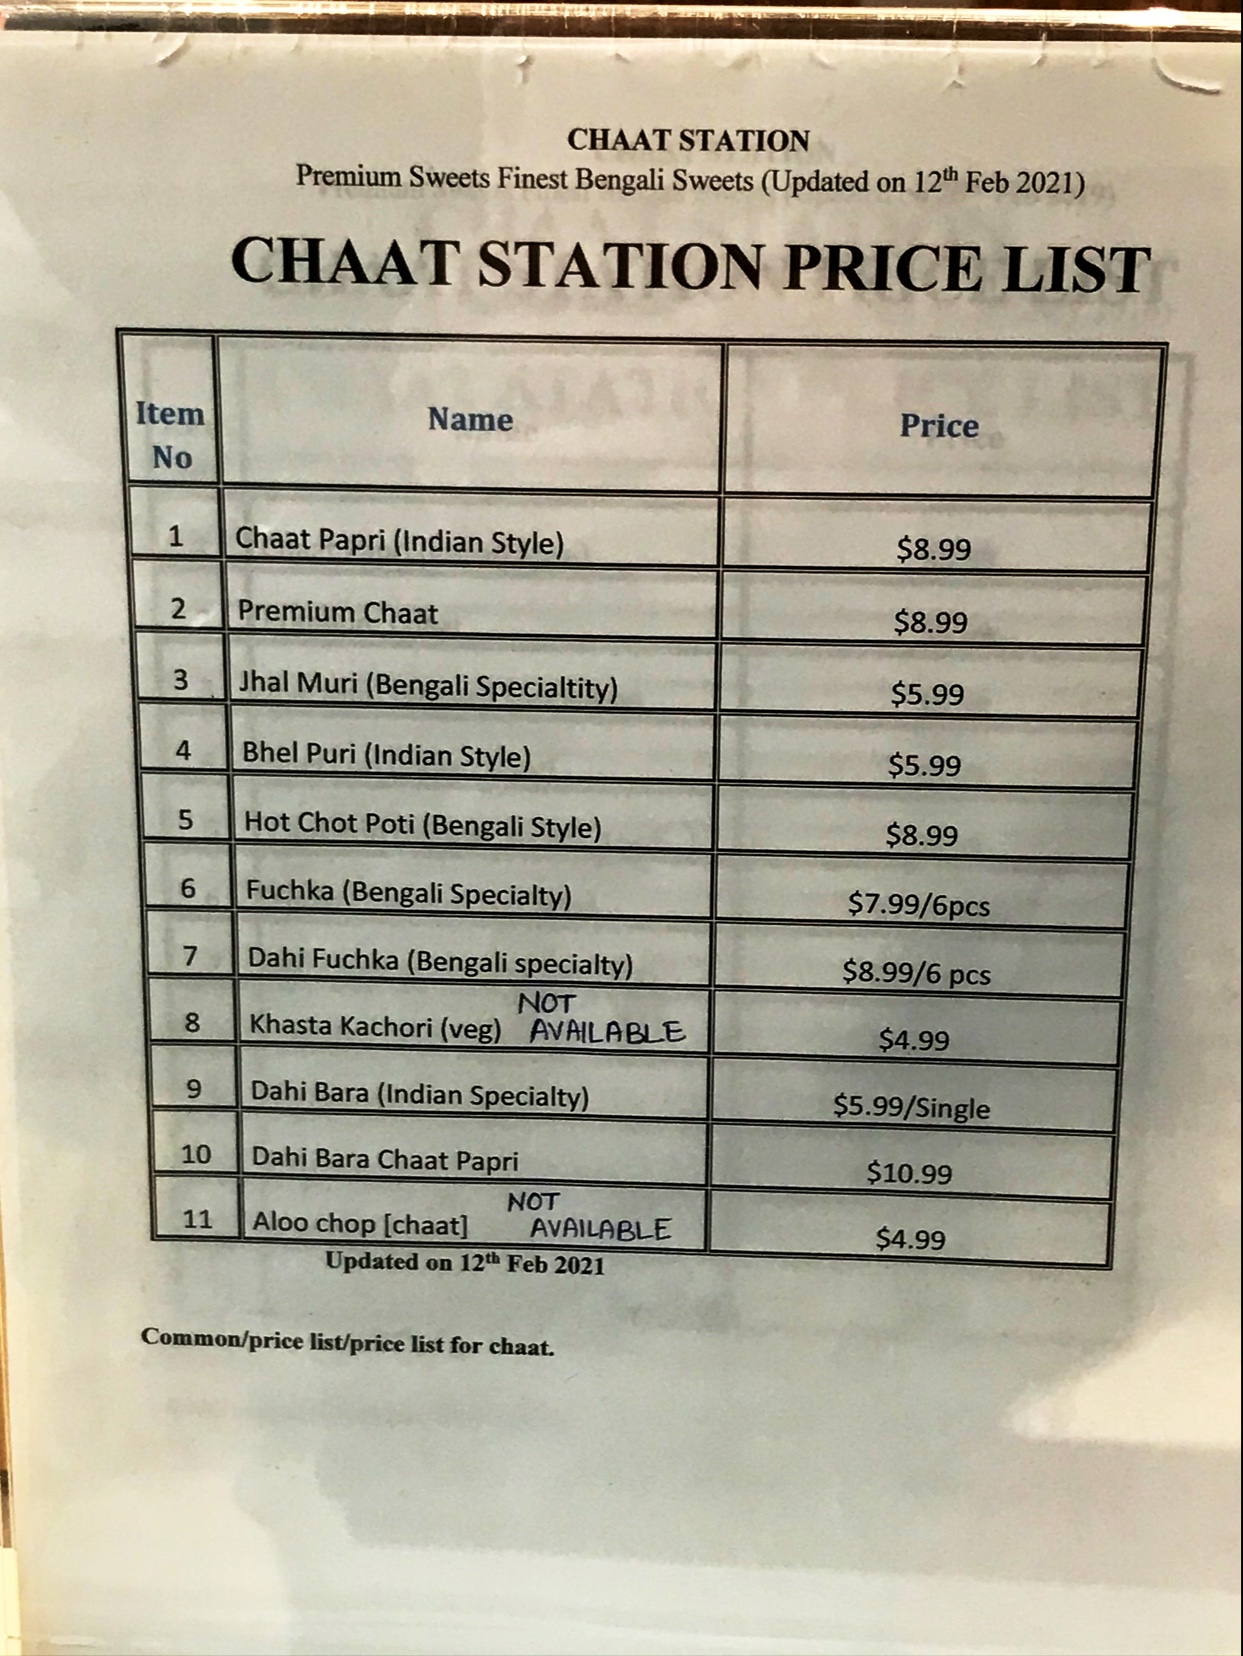 CHAAT STATION
Premium Sweets Finest Bengali Sweets (Updated on 12th Feb 2021)
CHAAT STATION PRICE LIST
Item No Name Price
1 Chaat Papri (Indian Style) $8.99
2 Premium Chaat $8.99
3 Jhal Muri (Bengali Specialtity) $5.99
4 Bhel Puri (Indian Style) $5.99
5 Hot Chot Poti (Bengali Style) $8.99
6 Fuchka (Bengali Specialty) $7.99/6pcs
7 Dahi Fuchka (Bengali specialty) $8.99/6 pcs
8 Khasta Kachori (veg) NOT AVAILABLE $4.99
9 Dahi Bara (Indian Specialty) $5.99/Single
10 Dahi Bara Chaat Papri $10.99
11 Aloo chop [chaat] NOT AVAILABLE $4.99
Updated on 12th Feb 2021
Common/price list/price list for chaat.